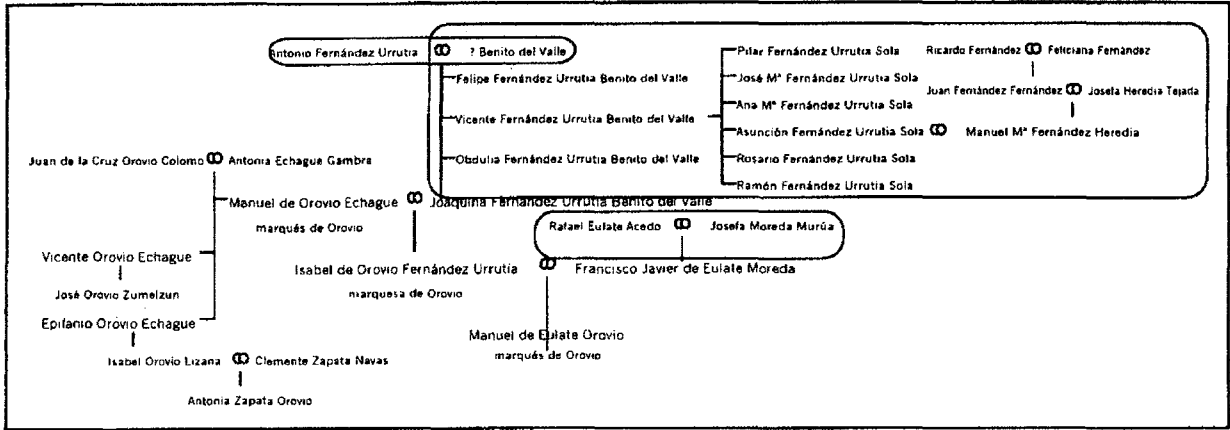 Antonio Fernández Urrutia ? Benito del Valle
Pilar Fernández Urrutia Sola
Ricardo Fernández Feliciana Fernández
Felipe Fernández Urrutia Benito del Valle
José Mª Fernández Urrutia Sola
Juan Fernández Fernández Josefa Heredia Tejada
Ana Mª Fernández Urrutia Sola
Vicente Fernández Urrutia Benito del Valle
Asunción Fernández Urrutia Sola Manuel Mª Fernández Heredia
Obdulia Fernández Urrutia Benito del Valle
Rosario Fernández Urrutia Sola
Ramón Fernández Urrutia Sola
Juan de la Cruz Orovio Colomo Antonia Echague Gambra
Manuel de Orovio Echague Joaquina Fernández Urrutia Benito del Valle
marqués de Orovio
Rafael Eulate Acedo Josefa Moreda Murúa
Vicente Orovio Echague
Isabel de Orovio Fernández Urrutía Francisco Javier de Eulate Moreda
marquesa de Orovio
José Orovio Zumelzun
Epifanio Orovio Echague
Manuel de Eulate Orovio
marqués de Orovio
Isabel Orovio Lizana Clemente Zapata Navas
Antonia Zapata Orovio